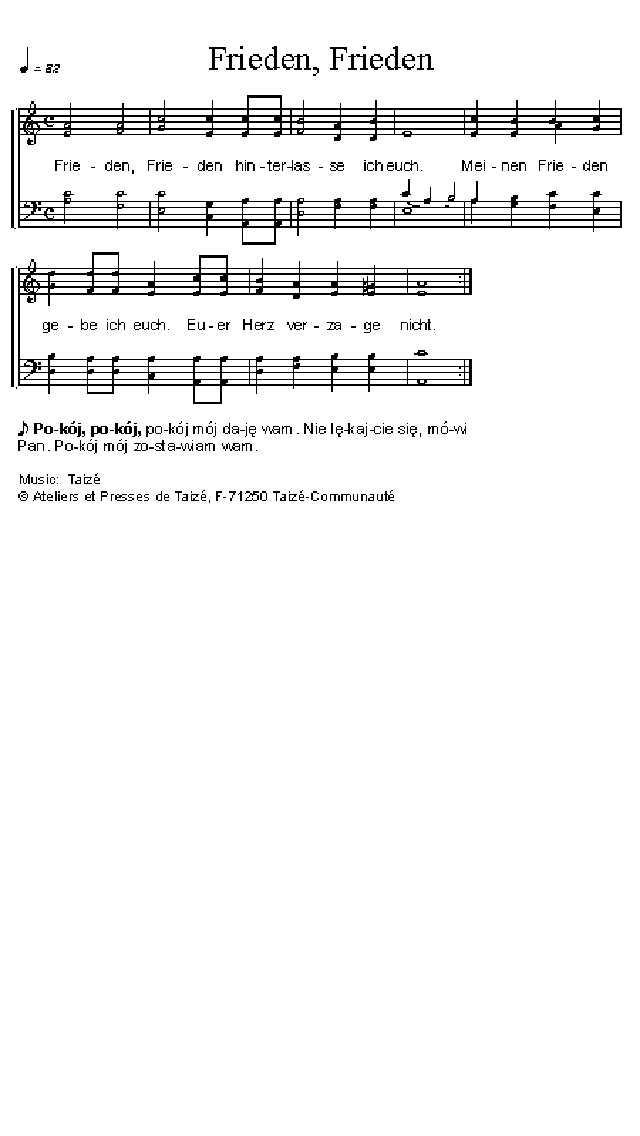 Frieden, Frieden
♩ = 82
Frie - den, Frie - den hin-ter-las - se ich euch. Mei - nen Frie - den
ge - be ich euch. Eu - er Herz ver - za - ge nicht.
♪ Po-kój, po-kój, po-kój mój da-ję wam. Nie lę-kaj-cie się, mó-wi
Pan. Po-kój mój zo-sta-wiam wam.
Music: Taizé
© Ateliers et Presses de Taizé, F-71250 Taizé-Communauté